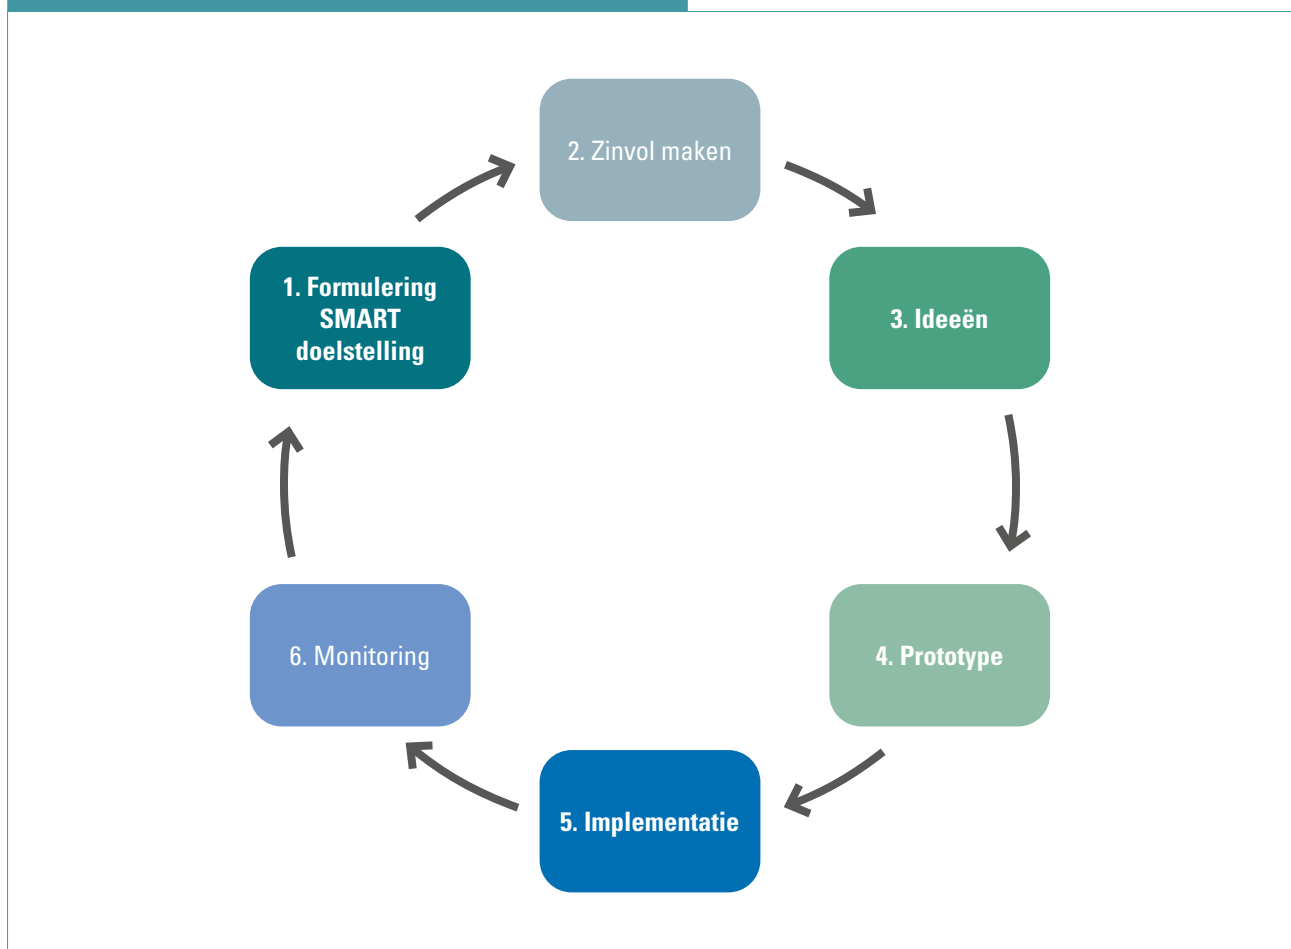 1. Formulering
SMART
doelstelling
2. Zinvol maken
3. Ideeën
4. Prototype
5. Implementatie
6. Monitoring